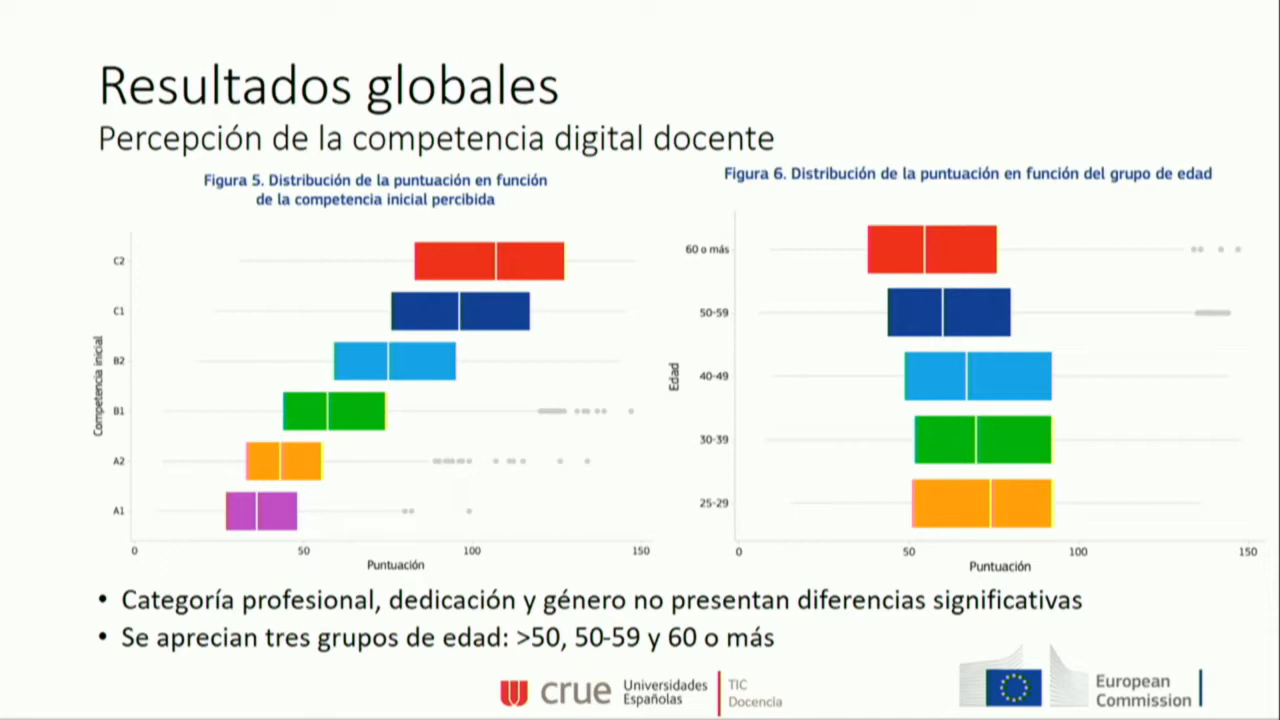 Resultados globales
Percepción de la competencia digital docente
Figura 5. Distribución de la puntuación en función
de la competencia inicial percibida
Competencia inicial
C2
C1
B2
B1
A2
A1
0 50 100 150
Puntuación
Figura 6. Distribución de la puntuación en función del grupo de edad
Edad
60 o más
50-59
40-49
30-39
25-29
0 50 100 150
Puntuación
• Categoría profesional, dedicación y género no presentan diferencias significativas
• Se aprecian tres grupos de edad: >50, 50-59 y 60 o más
crue
Universidades
Españolas
TIC
Docencia
European
Commission